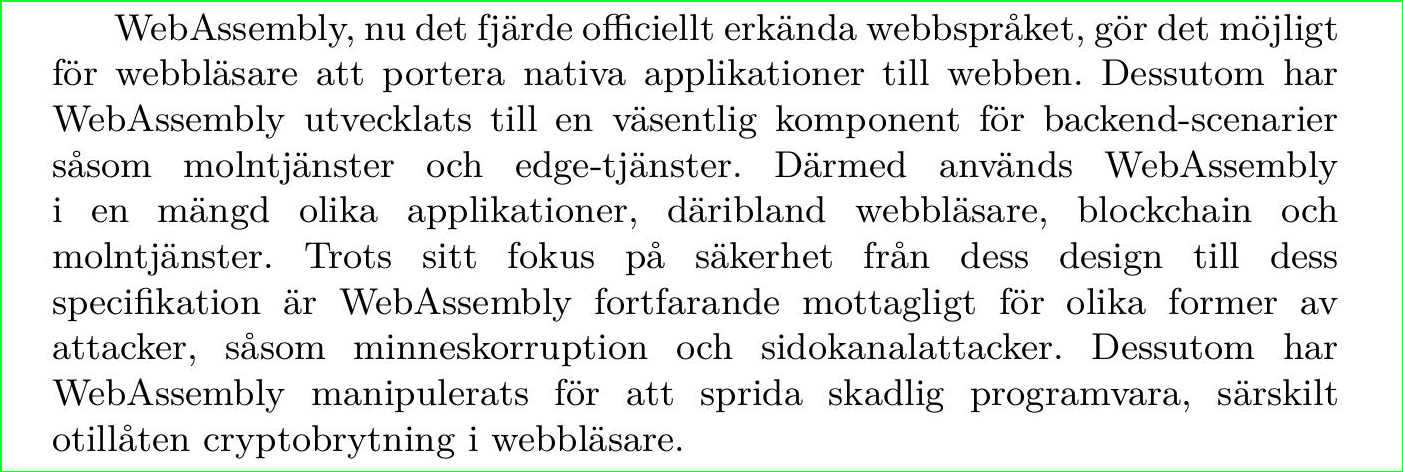 WebAssembly, nu det fjärde officiellt erkända webbspråket, gör det möjligt
för webbläsare att portera nativa applikationer till webben. Dessutom har
WebAssembly utvecklats till en väsentlig komponent för backend-scenarier
såsom molntjänster och edge-tjänster. Därmed används WebAssembly
i en mängd olika applikationer, däribland webbläsare, blockchain och
molntjänster. Trots sitt fokus på säkerhet från dess design till dess
specifikation är WebAssembly fortfarande mottagligt för olika former av
attacker, såsom minneskorruption och sidokanalattacker. Dessutom har
WebAssembly manipulerats för att sprida skadlig programvara, särskilt
otillåten cryptobrytning i webbläsare.